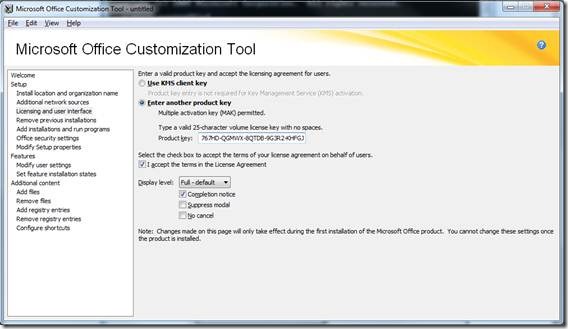 Microsoft Office Customization Tool - untitled
File Edit View Help
Microsoft Office Customization Tool
Welcome
Setup
Install location and organization name
Additional network sources
Licensing and user interface
Remove previous installations
Add installations and run programs
Office security settings
Modify Setup properties
Features
Modify user settings
Set feature installation states
Additional content
Add files
Remove files
Add registry entries
Remove registry entries
Configure shortcuts
Enter a valid product key and accept the licensing agreement for users.
Use KMS client key
Product key entry is not required for Key Management Service (KMS) activation.
Enter another product key
Multiple activation key (MAK) permitted.
Type a valid 25-character volume license key with no spaces.
Product key: 767HD-QGMWX-8QTDB-9G3R2-KHFGJ
Select the check box to accept the terms of your license agreement on behalf of users.
I accept the terms in the License Agreement
Display level: Full - default
Completion notice
Suppress modal
No cancel
Note: Changes made on this page will only take effect during the first installation of the Microsoft Office product. You cannot change these settings once
the product is installed.